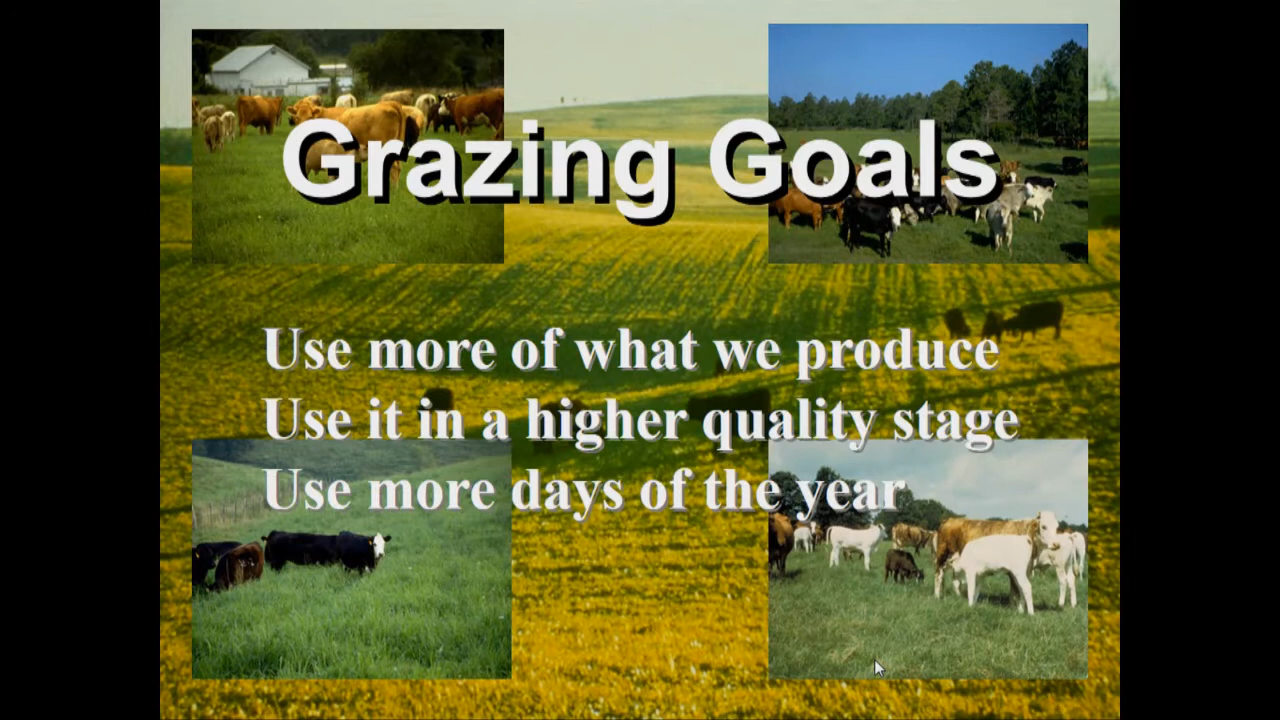 Grazing Goals
Use more of what we produce
Use it in a higher quality stage
Use more days of the year